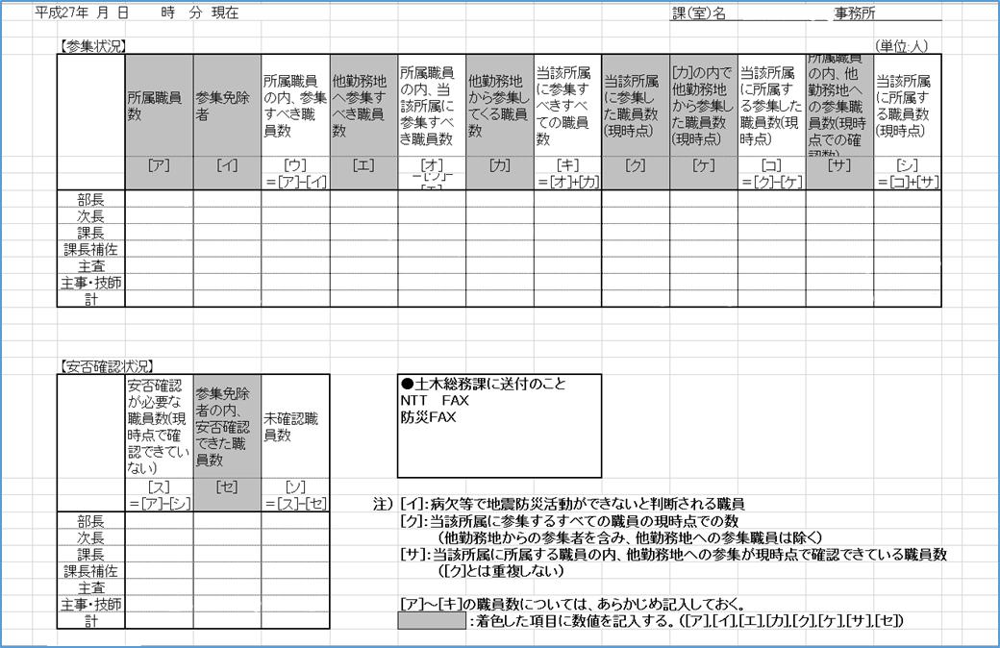 平成27年 月 日　時 分 現在
課(室)名　事務所
【参集状況】
(単位:人)
所属職員数
参集免除者
所属職員の内、参集すべき職員数
他勤務地へ参集すべき職員数
所属職員の内、当該所属に参集すべき職員数
他勤務地から参集してくる職員数
当該所属に参集すべきすべての職員数
当該所属に参集した職員数(現時点)
[カ]の内で他勤務地から参集した職員数(現時点)
当該所属に所属する参集した職員数(現時点)
所属職員の内、他勤務地への参集職員数(現時点での確認数)
当該所属に所属する職員数(現時点)
[ア]
[イ]
[ウ]
=[ア]-[イ]
[エ]
[オ]
[カ]
[キ]
=[オ]+[カ]
[ク]
[ケ]
[コ]
=[ク]-[ケ]
[サ]
[シ]
=[コ]+[サ]
部長
次長
課長
課長補佐
主査
主事・技師
計
【安否確認状況】
安否確認が必要な職員数(現時点で確認できていない)
参集免除者の内、安否確認できた職員数
未確認職員数
[ス]
=[ア]-[シ]
[セ]
[ソ]
=[ス]-[セ]
部長
次長
課長
課長補佐
主査
主事・技師
計
●土木総務課に送付のこと
NTT　FAX
防災FAX
注) [イ]:病欠等で地震防災活動ができないと判断される職員
[ク]:当該所属に参集するすべての職員の現時点での数
(他勤務地からの参集者を含み、他勤務地への参集職員は除く)
[サ]:当該所属に所属する職員の内、他勤務地への参集が現時点で確認できている職員数
([ク]とは重複しない)
[ア]～[キ]の職員数については、あらかじめ記入しておく。
:着色した項目に数値を記入する。([ア],[イ],[エ],[カ],[ク],[ケ],[サ],[セ])